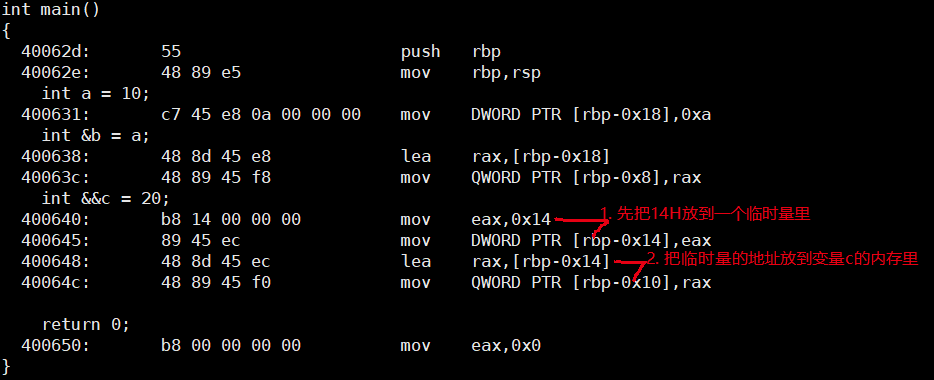 int main()
{
  40062d:       55                      push   rbp
  40062e:       48 89 e5                mov    rbp,rsp
    int a = 10;
  400631:       c7 45 e8 0a 00 00 00    mov    DWORD PTR [rbp-0x18],0xa
    int &b = a;
  400638:       48 8d 45 e8             lea    rax,[rbp-0x18]
  40063c:       48 89 45 f8             mov    QWORD PTR [rbp-0x8],rax
    int &&c = 20;
  400640:       b8 14 00 00 00          mov    eax,0x14 1. 先把14H放到一个临时量里
  400645:       89 45 ec                mov    DWORD PTR [rbp-0x14],eax
  400648:       48 8d 45 ec             lea    rax,[rbp-0x14] 2. 把临时量的地址放到变量c的内存里
  40064c:       48 89 45 f0             mov    QWORD PTR [rbp-0x10],rax
    return 0;
  400650:       b8 00 00 00 00          mov    eax,0x0
}